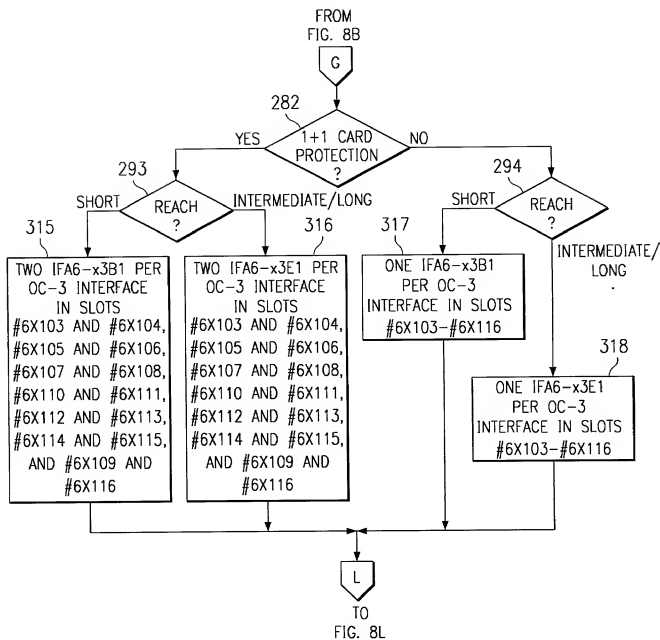 FROM
FIG. 8B
G
282
1+1 CARD
PROTECTION
?
YES
NO
293
REACH
?
SHORT
INTERMEDIATE/LONG
294
REACH
?
SHORT
INTERMEDIATE/
LONG
315
TWO IFA6-x3B1 PER
OC-3 INTERFACE
IN SLOTS
#6X103 AND #6X104,
#6X105 AND #6X106,
#6X107 AND #6X108,
#6X110 AND #6X111,
#6X112 AND #6X113,
#6X114 AND #6X115,
AND #6X109 AND
#6X116
316
TWO IFA6-x3E1 PER
OC-3 INTERFACE
IN SLOTS
#6X103 AND #6X104,
#6X105 AND #6X106,
#6X107 AND #6X108,
#6X110 AND #6X111,
#6X112 AND #6X113,
#6X114 AND #6X115,
AND #6X109 AND
#6X116
317
ONE IFA6-x3B1
PER OC-3
INTERFACE IN SLOTS
#6X103-#6X116
318
ONE IFA6-x3E1
PER OC-3
INTERFACE IN SLOTS
#6X103-#6X116
L
TO
FIG. 8L